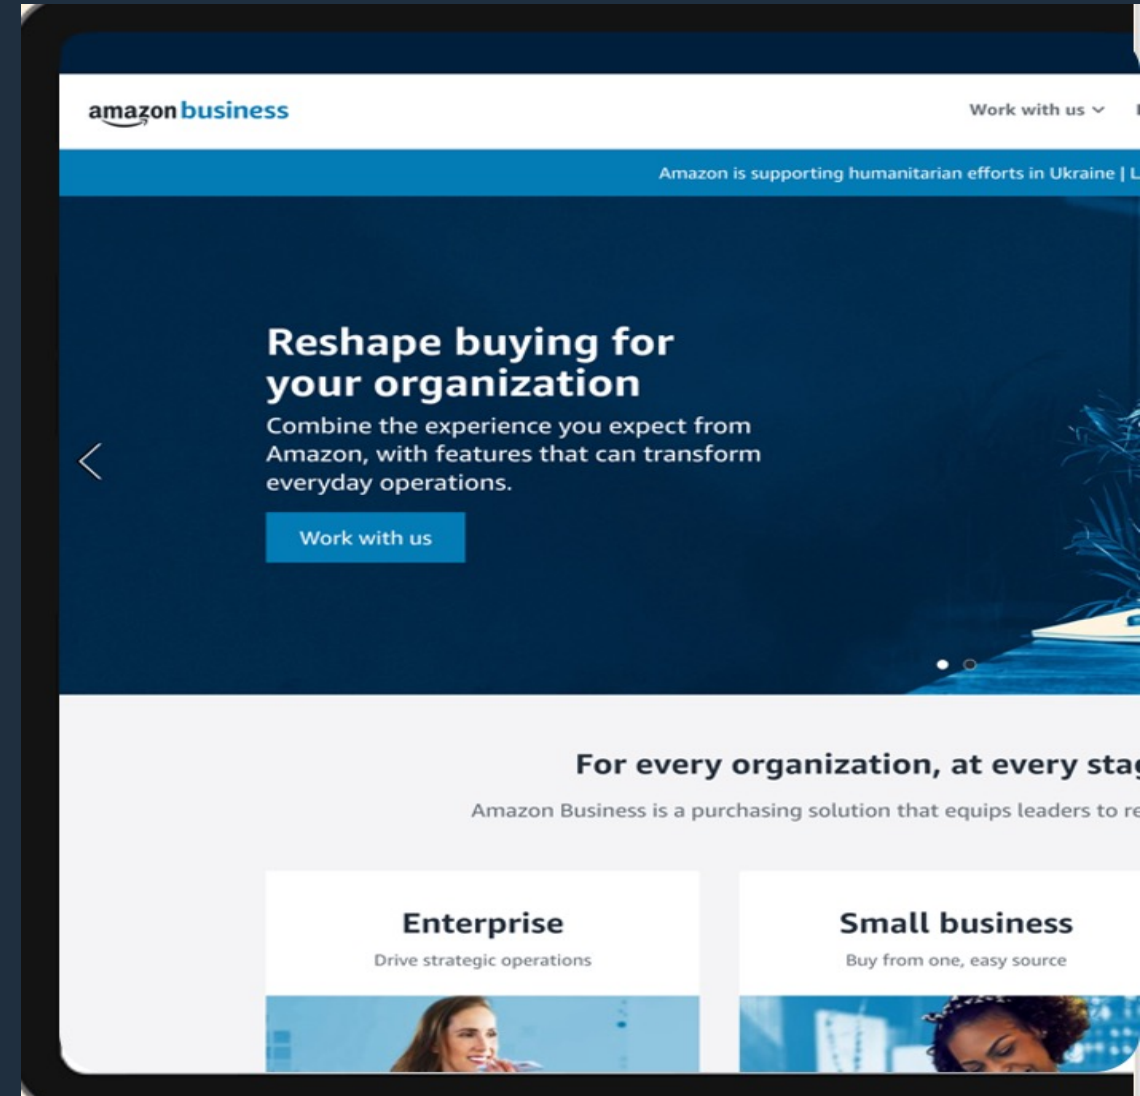 amazon business
Work with us
Amazon is supporting humanitarian efforts in Ukraine |
Reshape buying for
your organization
Combine the experience you expect from
Amazon, with features that can transform
everyday operations.
Work with us
For every organization, at every
Amazon Business is a purchasing solution that equips leaders to
Enterprise
Drive strategic operations
Small business
Buy from one, easy source